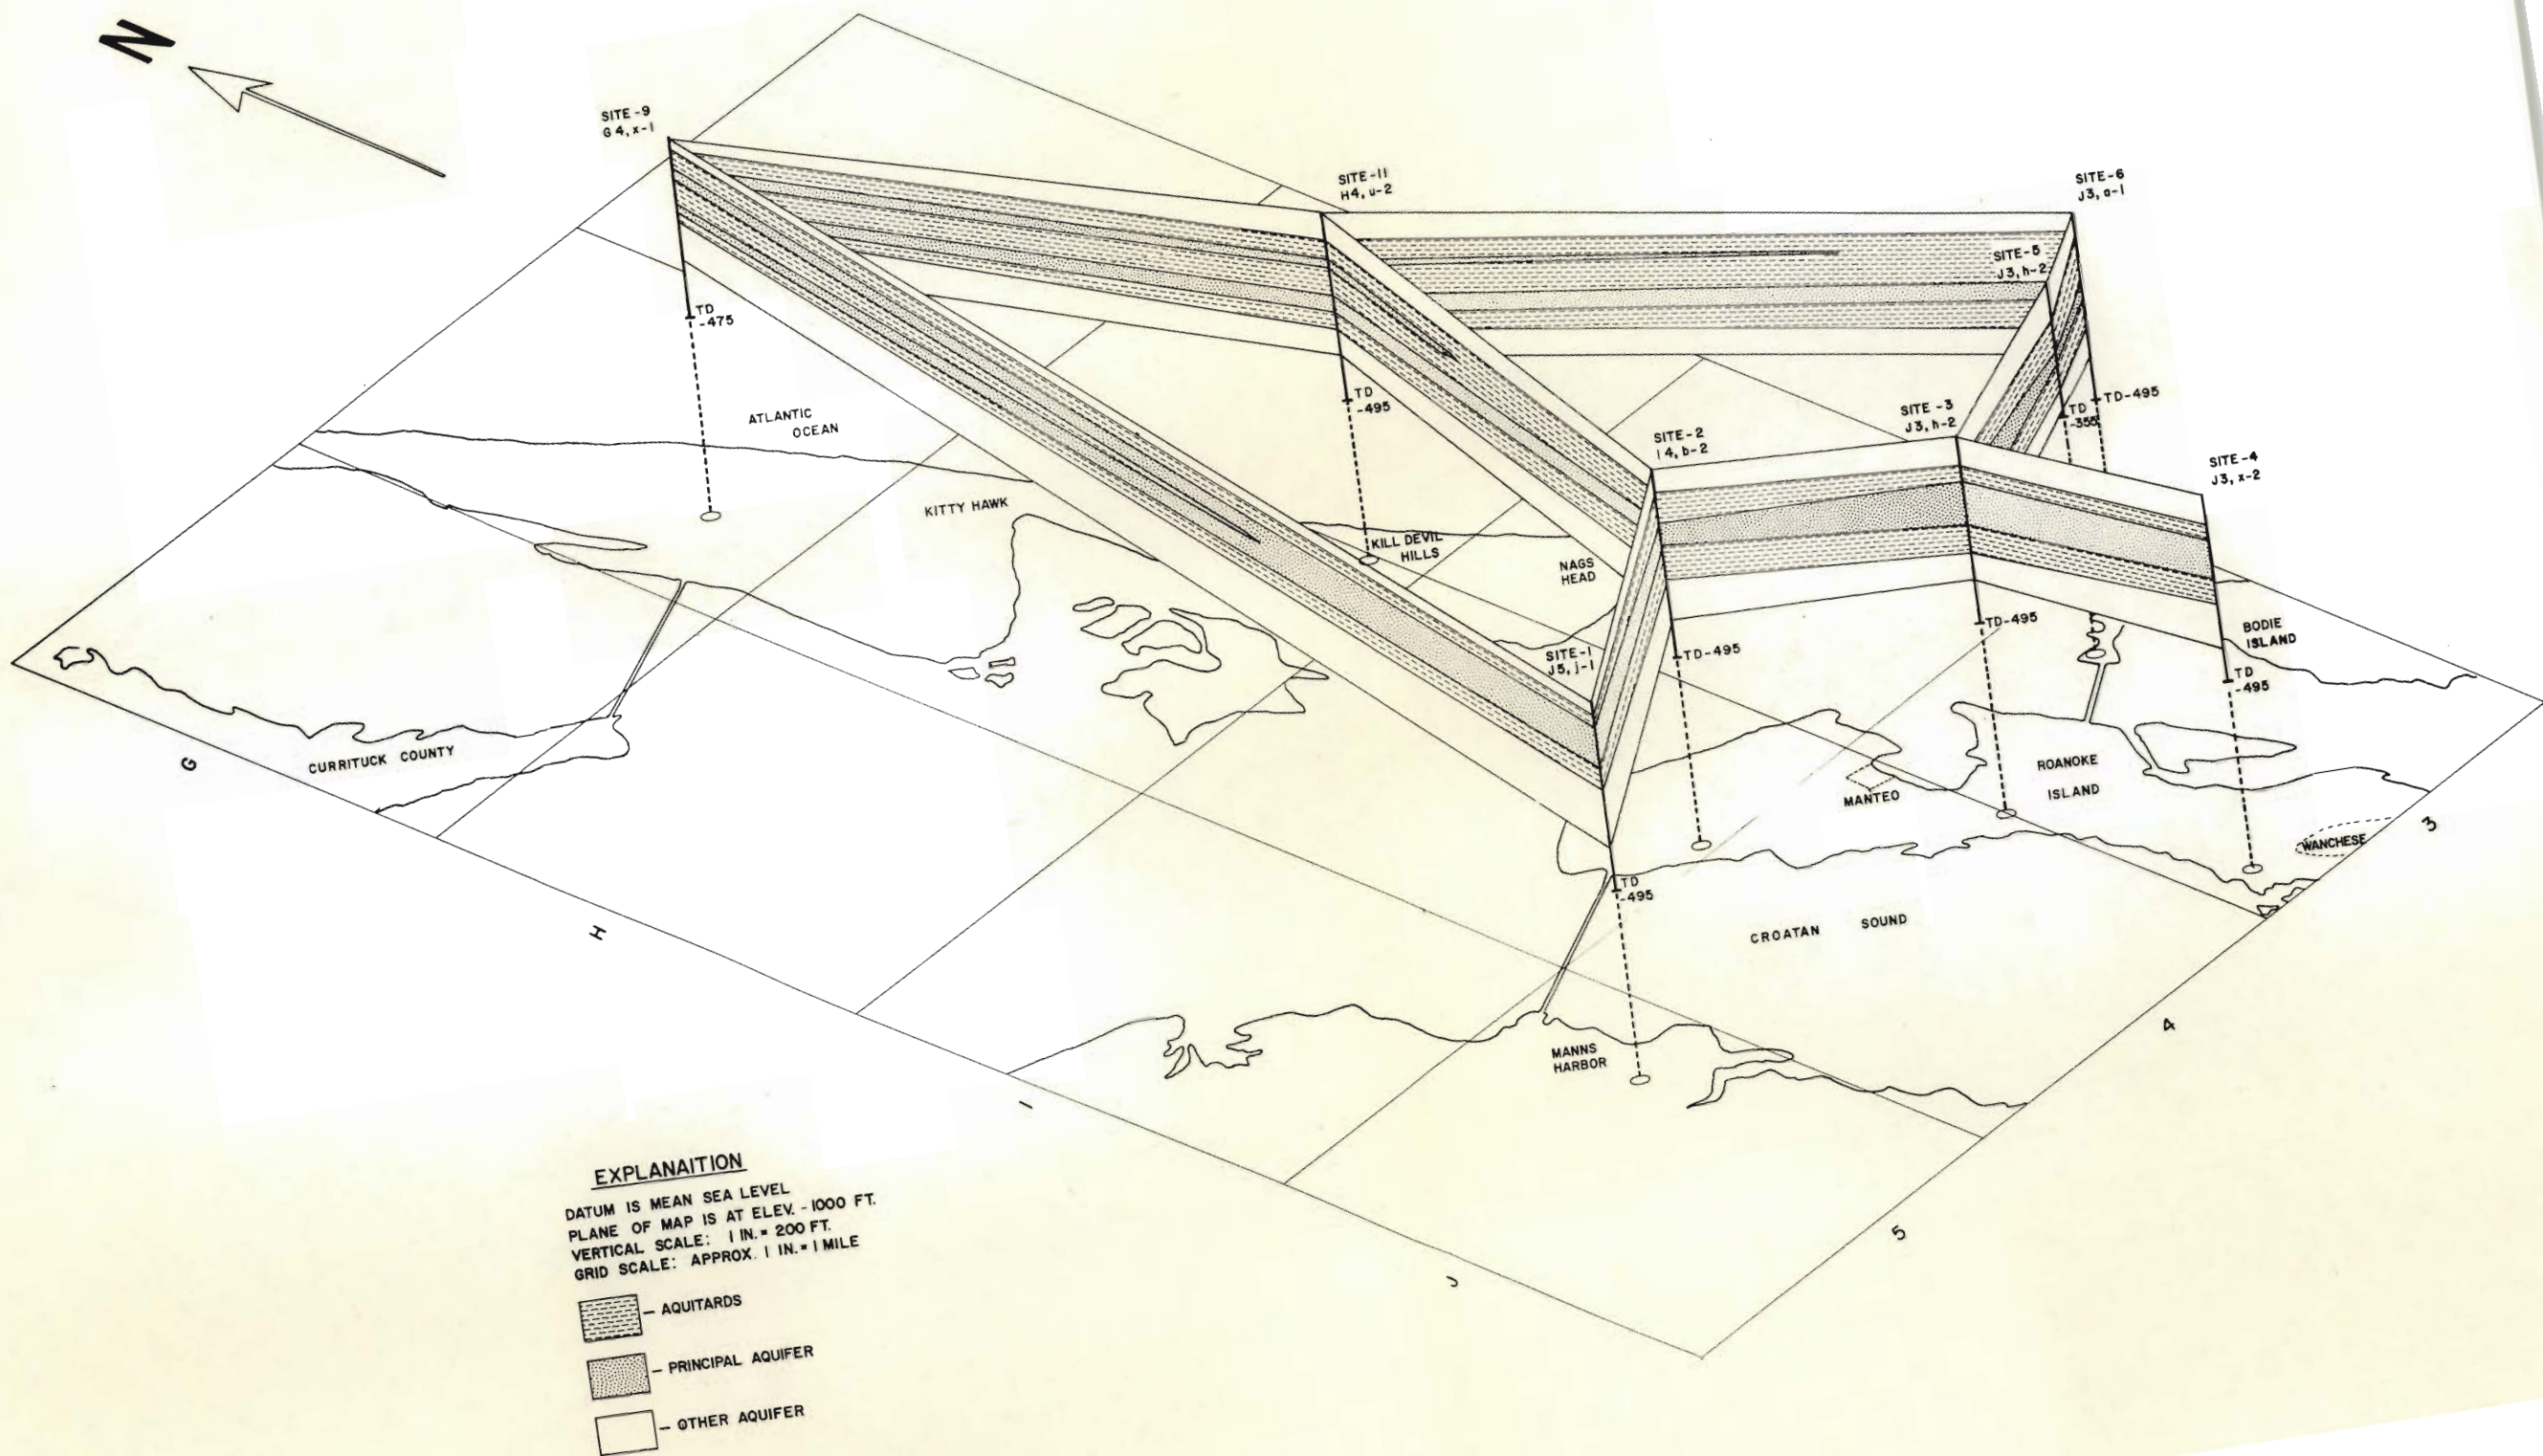 N
SITE-9
G4, x-1
SITE-11
H4, u-2
SITE-6
J3, a-1
SITE-5
J3, h-2
TD
-475
TD
-495
TD-495
TD
-355
ATLANTIC
OCEAN
SITE-3
J3, h-2
SITE-2
I4, b-2
SITE-4
J3, x-2
KITTY HAWK
KILL DEVIL
HILLS
NAGS
HEAD
SITE-1
J5, j-1
TD-495
TD-495
BODIE
ISLAND
TD
-495
G
CURRITUCK COUNTY
MANTEO
ROANOKE
ISLAND
WANCHESE
3
TD
-495
CROATAN SOUND
H
4
MANNS
HARBOR
I
5
J
EXPLANAITION
DATUM IS MEAN SEA LEVEL
PLANE OF MAP IS AT ELEV. -1000 FT.
VERTICAL SCALE: 1 IN.= 200 FT.
GRID SCALE: APPROX. 1 IN.= 1 MILE
- AQUITARDS
- PRINCIPAL AQUIFER
- OTHER AQUIFER